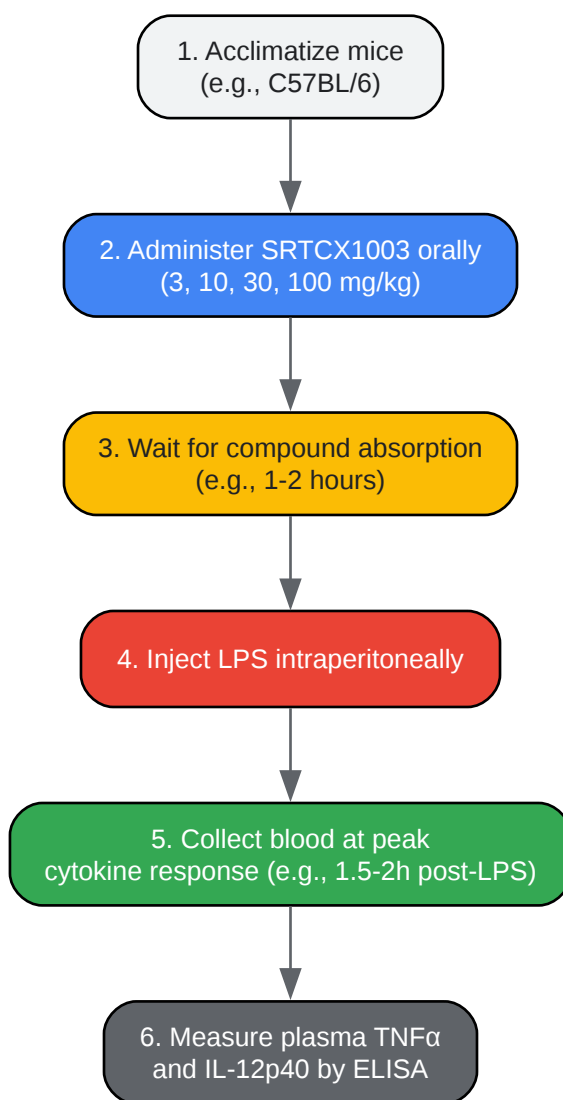 1. Acclimatize mice
(e.g., C57BL/6)
2. Administer SRTCX1003 orally
(3, 10, 30, 100 mg/kg)
3. Wait for compound absorption
(e.g., 1-2 hours)
4. Inject LPS intraperitoneally
5. Collect blood at peak
cytokine response (e.g., 1.5-2h post-LPS)
6. Measure plasma TNFα
and IL-12p40 by ELISA